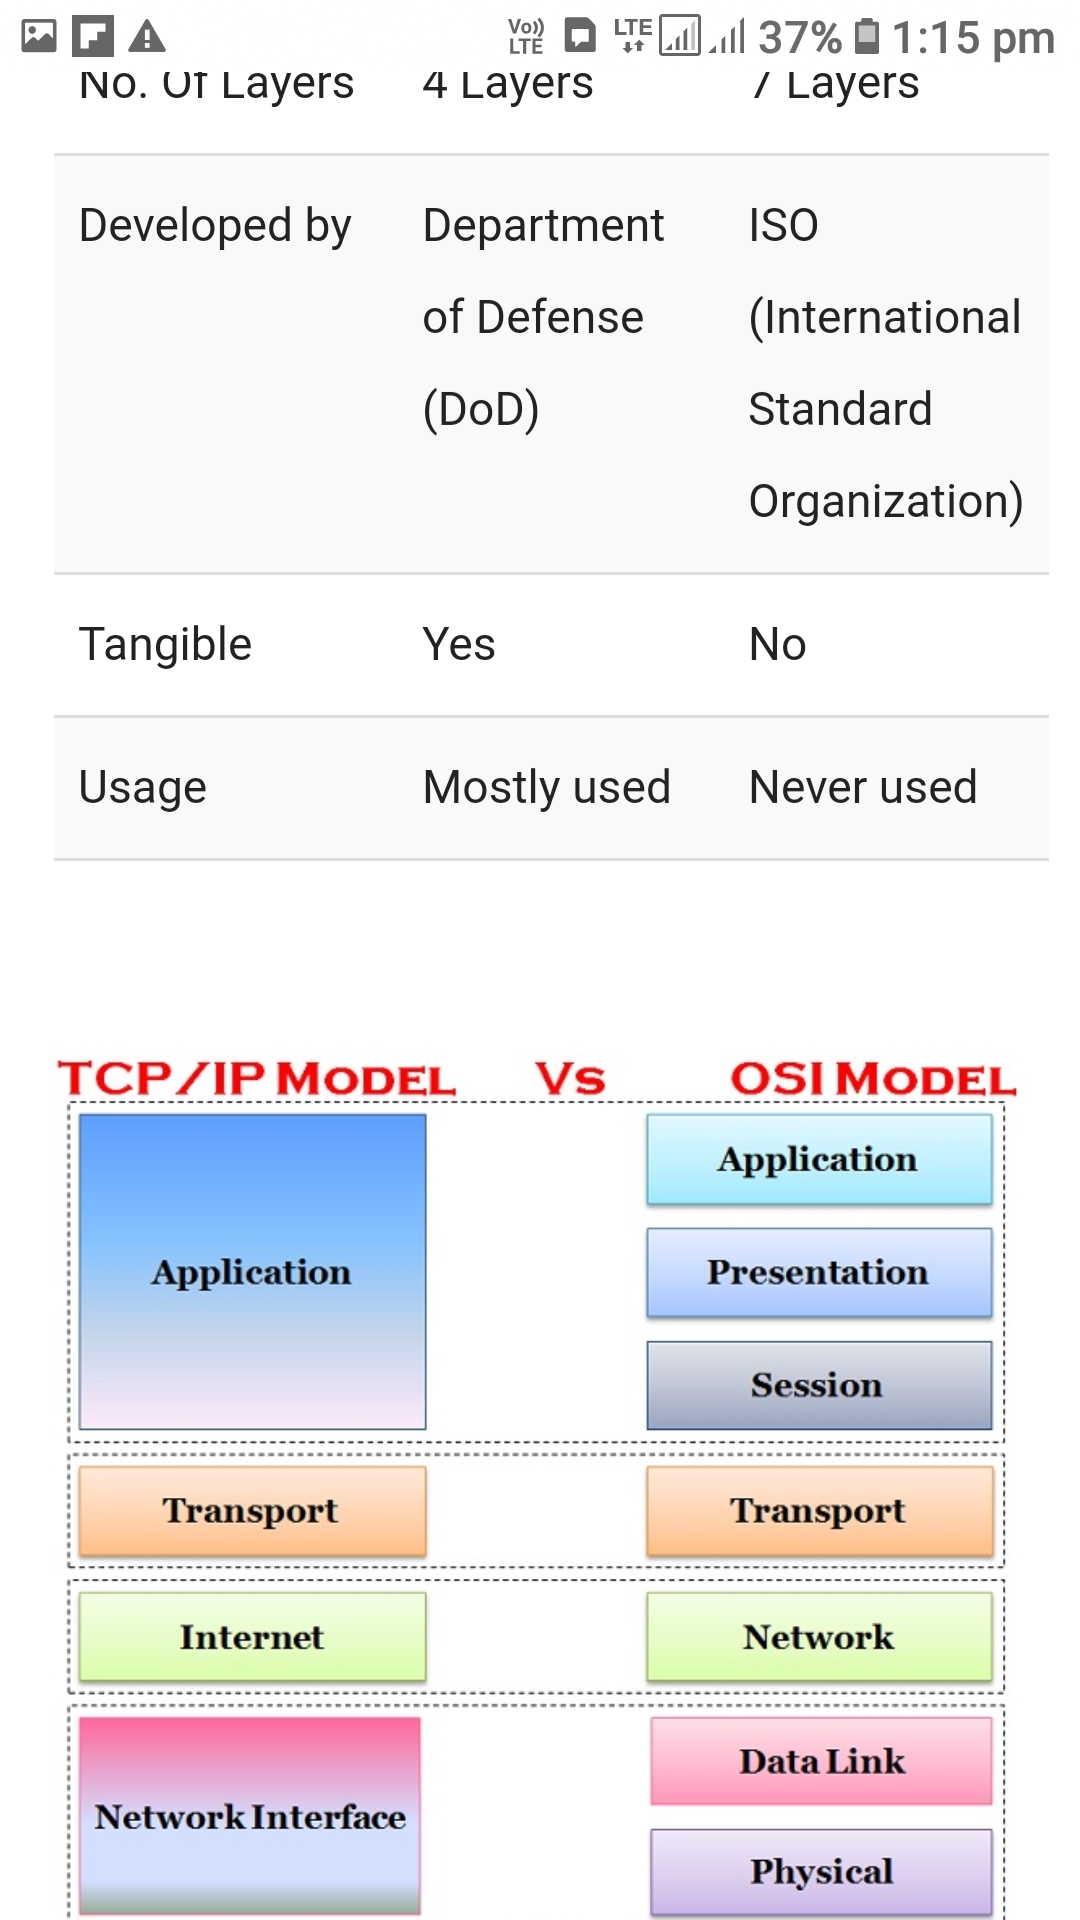 Vo)) LTE LTE 37% 1:15 pm
No. Of Layers 4 Layers 7 Layers
Developed by Department ISO
of Defense (International
(DoD) Standard
Organization)
Tangible Yes No
Usage Mostly used Never used
TCP/IP MODEL VS OSI MODEL
Application
Application Presentation
Session
Transport Transport
Internet Network
Data Link
Network Interface
Physical